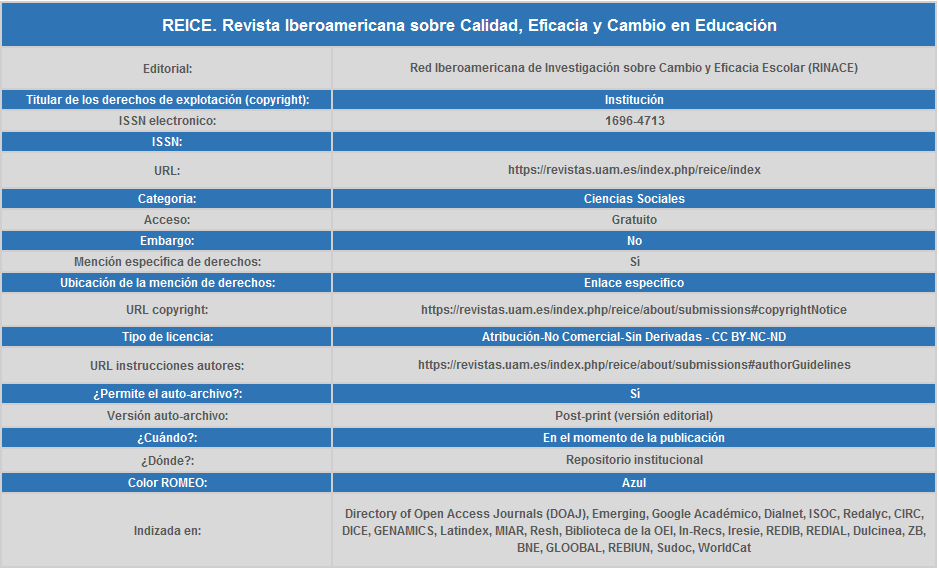 REICE. Revista Iberoamericana sobre Calidad, Eficacia y Cambio en Educación
Editorial: Red Iberoamericana de Investigación sobre Cambio y Eficacia Escolar (RINACE)
Titular de los derechos de explotación (copyright): Institución
ISSN electronico: 1696-4713
ISSN:
URL: https://revistas.uam.es/index.php/reice/index
Categoria: Ciencias Sociales
Acceso: Gratuito
Embargo: No
Mención especifica de derechos: Sí
Ubicación de la mención de derechos: Enlace especifico
URL copyright: https://revistas.uam.es/index.php/reice/about/submissions#copyrightNotice
Tipo de licencia: Atribución-No Comercial-Sin Derivadas - CC BY-NC-ND
URL instrucciones autores: https://revistas.uam.es/index.php/reice/about/submissions#authorGuidelines
¿Permite el auto-archivo?: Sí
Versión auto-archivo: Post-print (versión editorial)
¿Cuándo?: En el momento de la publicación
¿Dónde?: Repositorio institucional
Color ROMEO: Azul
Indizada en: Directory of Open Access Journals (DOAJ), Emerging, Google Académico, Dialnet, ISOC, Redalyc, CIRC,
DICE, GENAMICS, Latindex, MIAR, Resh, Biblioteca de la OEI, In-Recs, Iresie, REDIB, REDIAL, Dulcinea, ZB,
BNE, GLOOBAL, REBIUN, Sudoc, WorldCat